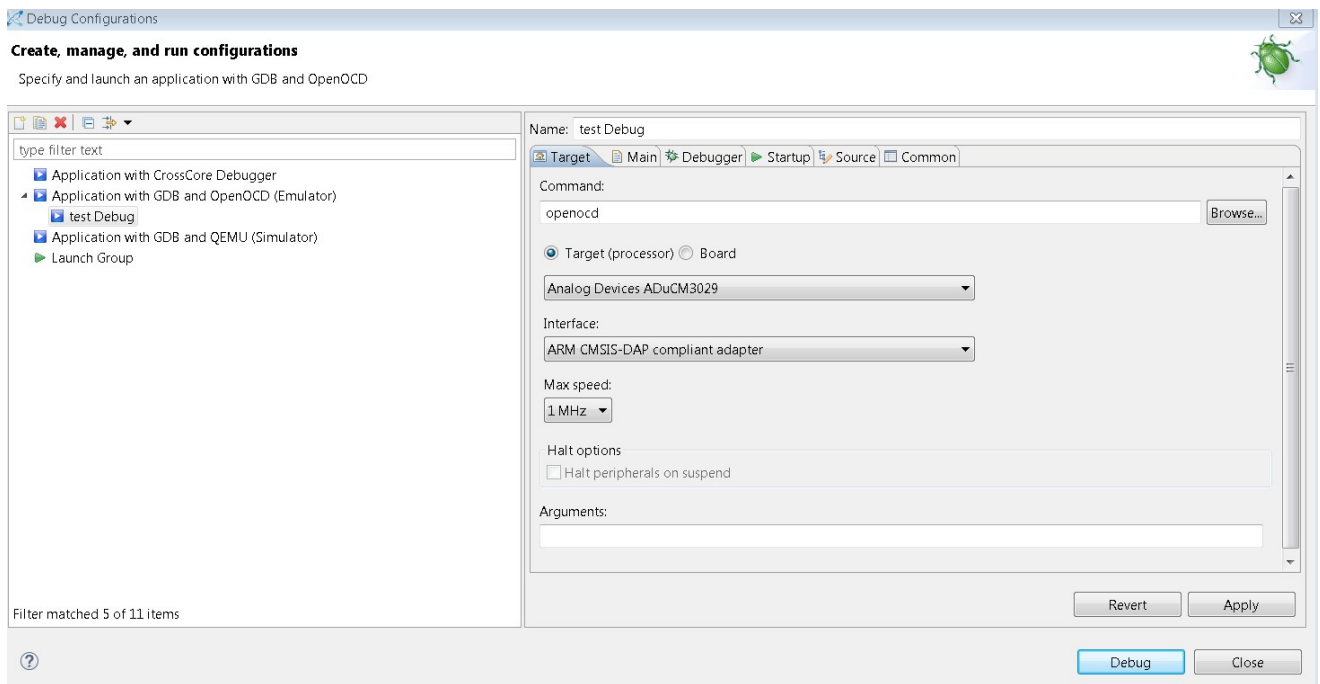 Debug Configurations
Create, manage, and run configurations
Specify and launch an application with GDB and OpenOCD
type filter text
Application with CrossCore Debugger
Application with GDB and OpenOCD (Emulator)
test Debug
Application with GDB and QEMU (Simulator)
Launch Group
Filter matched 5 of 11 items
Name: test Debug
Target Main Debugger Startup Source Common
Command:
openocd Browse...
Target (processor) Board
Analog Devices ADuCM3029
Interface:
ARM CMSIS-DAP compliant adapter
Max speed:
1 MHz
Halt options
Halt peripherals on suspend
Arguments:
Revert Apply
? Debug Close